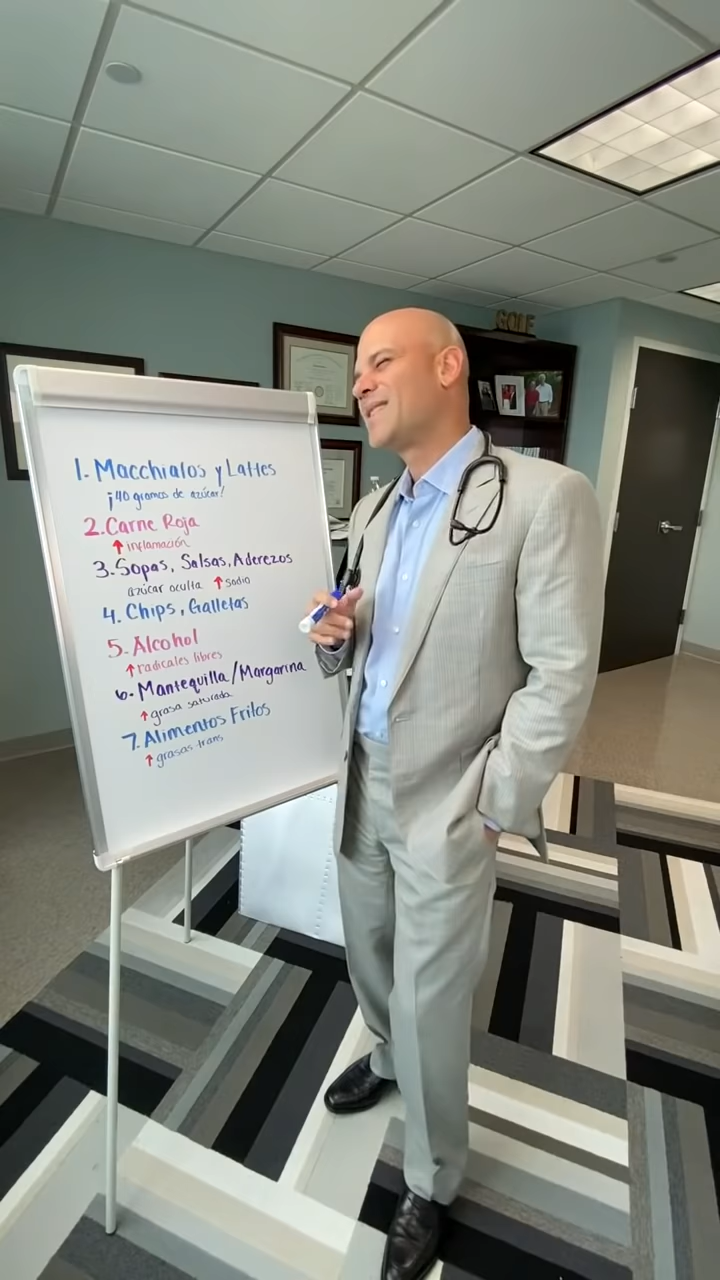 GOLF
1. Macchiatos y Lattes
¡40 gramos de azúcar!
2. Carne Roja
↑ inflamación
3. Sopas, Salsas, Aderezos
azúcar oculta ↑ sodio
4. Chips, Galletas
5. Alcohol
↑ radicales libres
6. Mantequilla/Margarina
↑ grasa saturada
7. Alimentos Fritos
↑ grasas trans